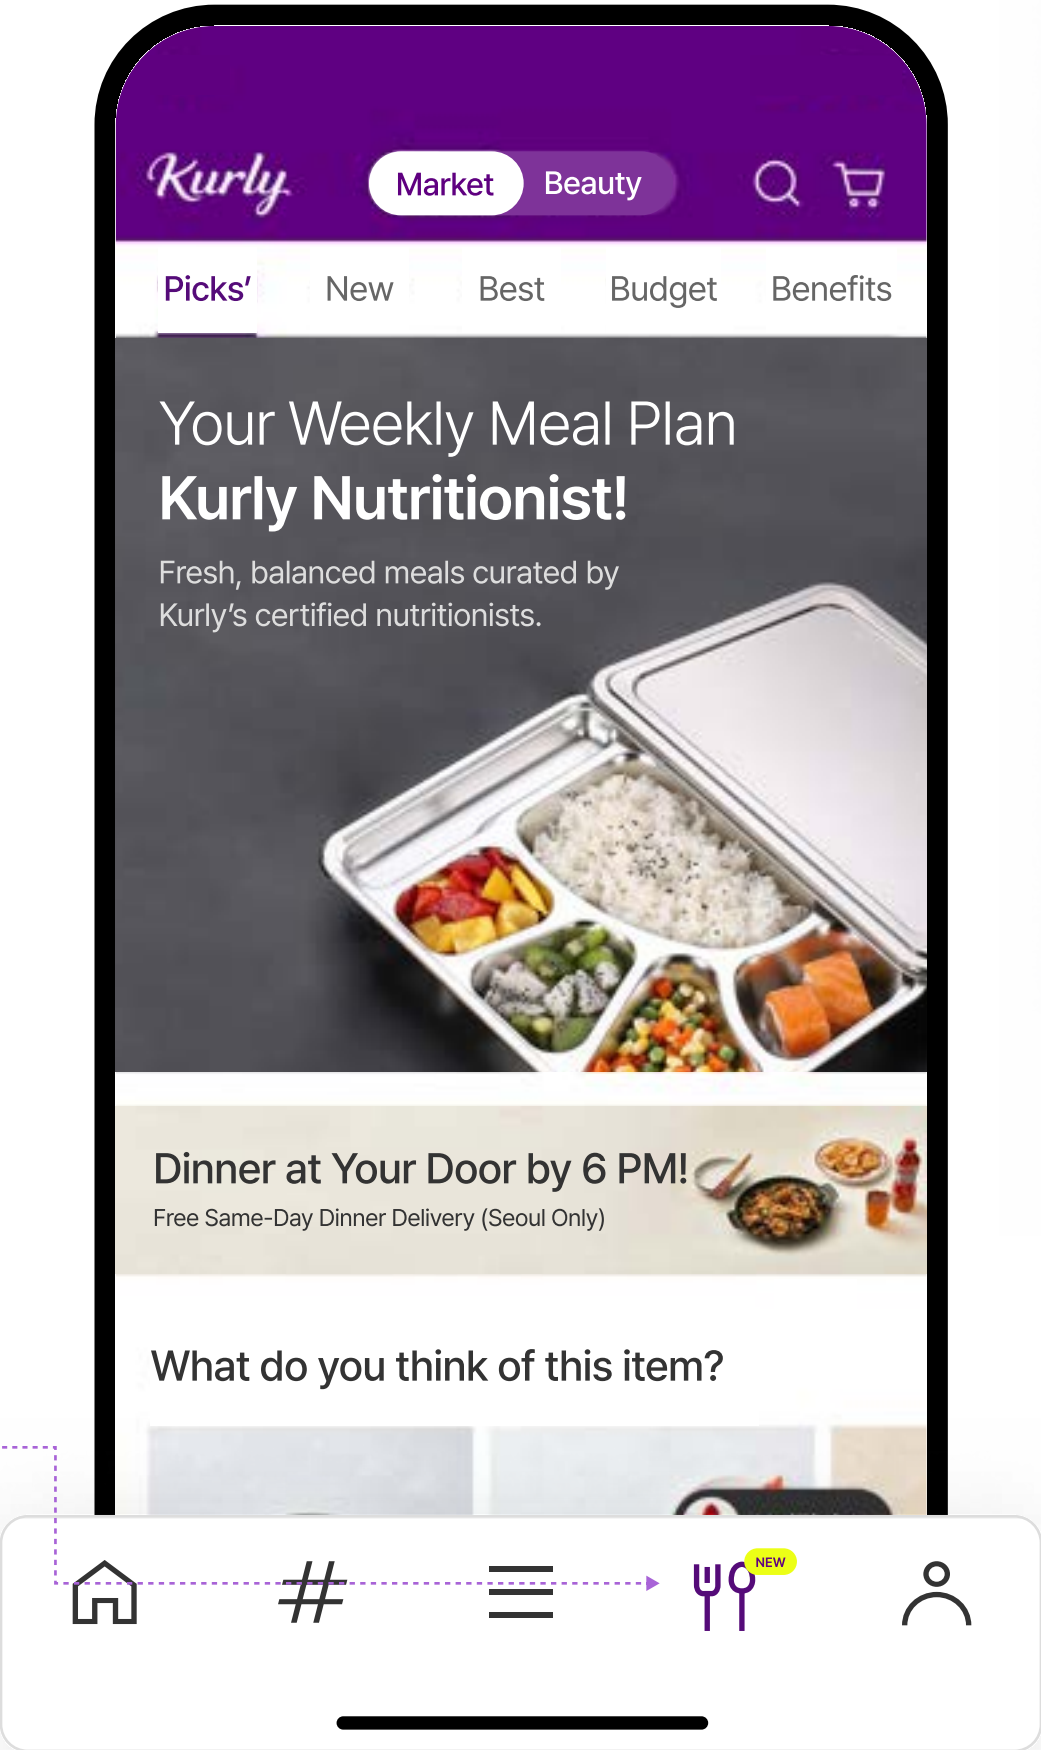 Kurly
Market
Beauty
Picks’
New
Best
Budget
Benefits
Your Weekly Meal Plan
Kurly Nutritionist!
Fresh, balanced meals curated by
Kurly’s certified nutritionists.
Dinner at Your Door by 6 PM!
Free Same-Day Dinner Delivery (Seoul Only)
What do you think of this item?
NEW